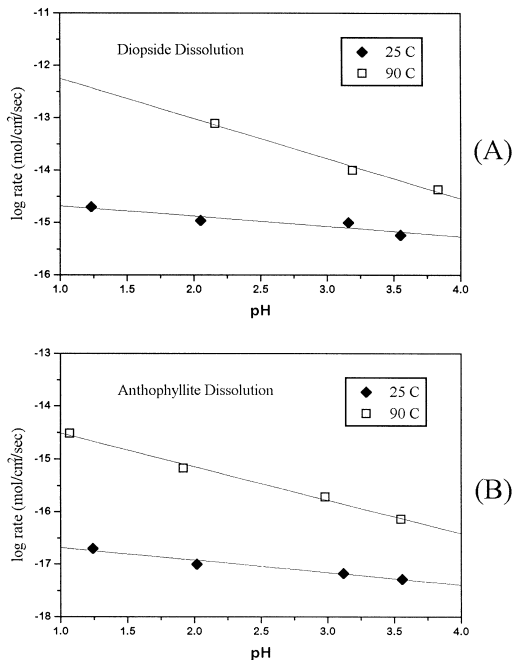 -11
Diopside Dissolution
25 C
90 C
-12
-13
-14
-15
-16
log rate (mol/cm²/sec)
(A)
1.0 1.5 2.0 2.5 3.0 3.5 4.0
pH
-13
Anthophyllite Dissolution
25 C
90 C
-14
-15
-16
-17
-18
log rate (mol/cm²/sec)
(B)
1.0 1.5 2.0 2.5 3.0 3.5 4.0
pH